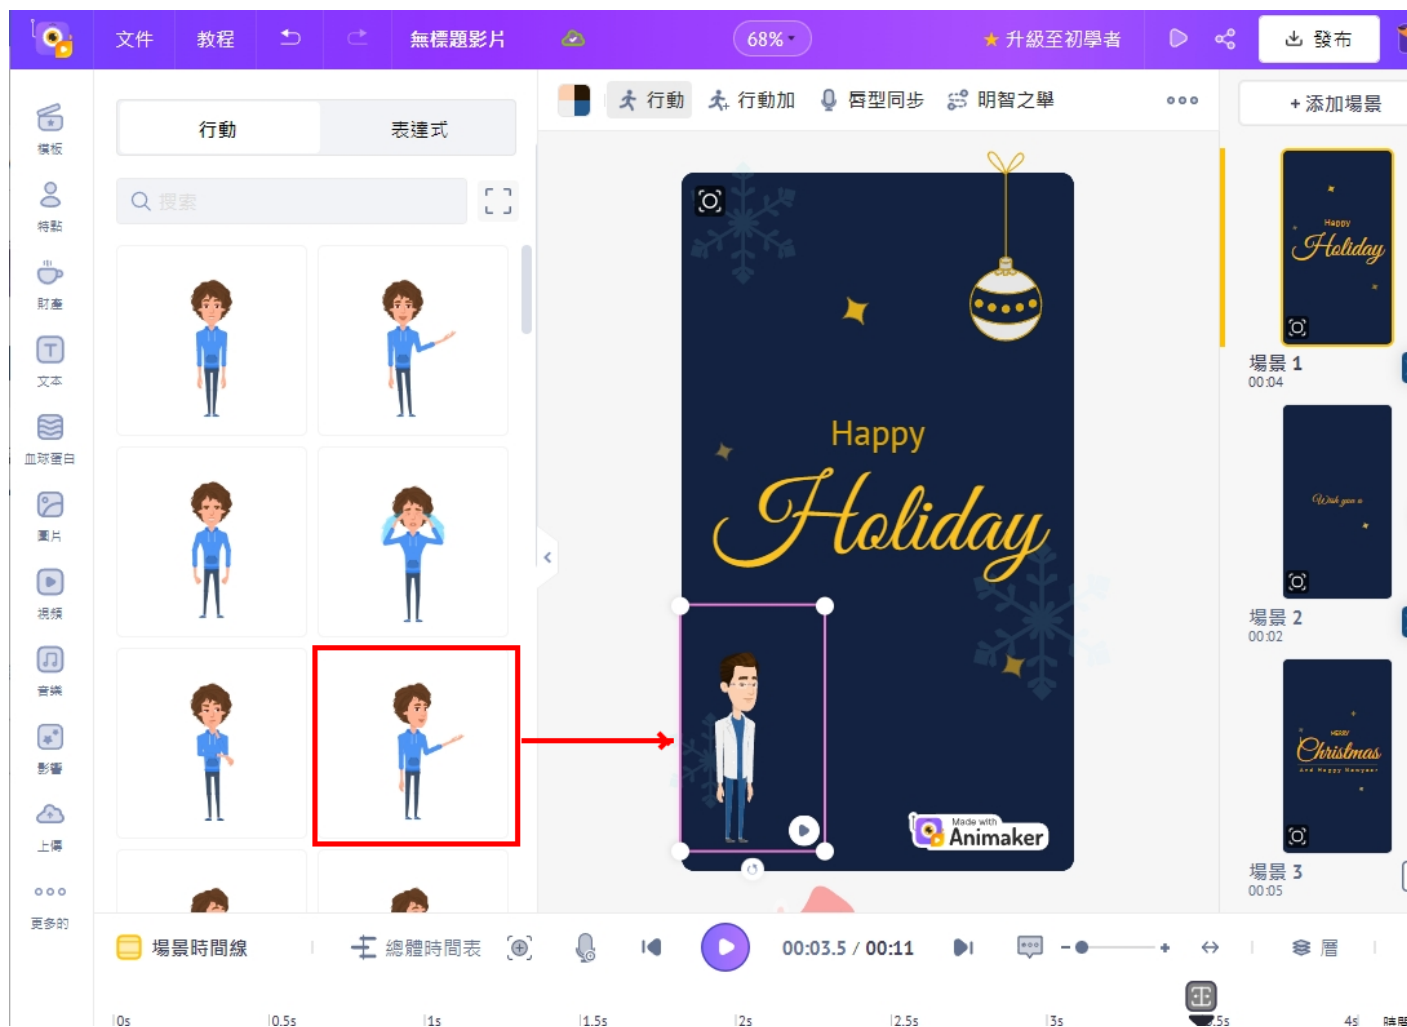 文件 教程 無標題影片 68% 升級至初學者 發布
行動 行動加 唇型同步 明智之舉
+ 添加場景
行動 表達式
搜索
模板
特點
財產
文本
血球蛋白
圖片
視頻
音樂
影響
上傳
更多的
Happy
Holiday
Made with
Animaker
Happy
Holiday
場景 1
00:04
Wish you a
場景 2
00:02
MERRY
Christmas
And Happy Newyear
場景 3
00:05
場景時間線 總體時間表 00:03.5 / 00:11 層
0s 0.5s 1s 1.5s 2s 2.5s 3s 4s